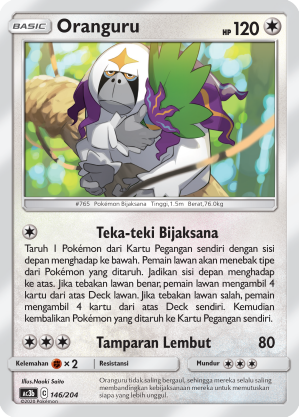 BASIC Oranguru HP 120
#765 Pokémon Bijaksana Tinggi,1.5m Berat,76.0kg
Teka-teki Bijaksana
Taruh 1 Pokémon dari Kartu Pegangan sendiri dengan sisi
depan menghadap ke bawah. Pemain lawan akan menebak tipe
dari Pokémon yang ditaruh. Jadikan sisi depan menghadap
ke atas. Jika tebakan lawan benar, pemain lawan mengambil 4
kartu dari atas Deck lawan. Jika tebakan lawan salah, pemain
mengambil 4 kartu dari atas Deck sendiri. Kemudian
kembalikan Pokémon yang ditaruh ke Kartu Pegangan sendiri.
Tamparan Lembut 80
Kelemahan ×2 Resistansi Mundur
Illus.Naoki Saito
AC3b C 146/204
©2020 Pokémon
Oranguru tidak saling bergaul, sehingga mereka selalu saling
membandingkan kebijaksanaan mereka untuk memutuskan
siapa yang paling hebat.